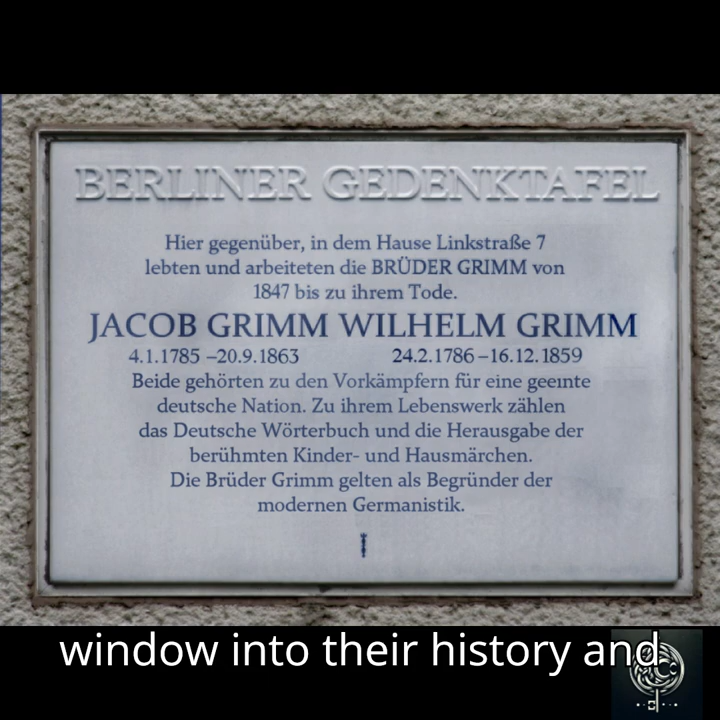 BERLINER GEDENKTAFEL
Hier gegenüber, in dem Hause Linkstraße 7
lebten und arbeiteten die BRÜDER GRIMM von
1847 bis zu ihrem Tode.
JACOB GRIMM WILHELM GRIMM
4.1.1785 –20.9.1863 24.2.1786–16.12.1859
Beide gehörten zu den Vorkämpfern für eine geeinte
deutsche Nation. Zu ihrem Lebenswerk zählen
das Deutsche Wörterbuch und die Herausgabe der
berühmten Kinder- und Hausmärchen.
Die Brüder Grimm gelten als Begründer der
modernen Germanistik.
window into their history and